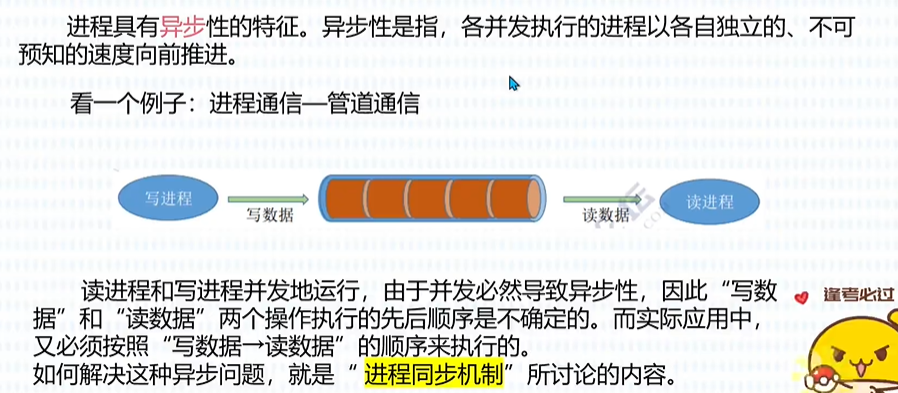 进程具有异步性的特征。异步性是指，各并发执行的进程以各自独立的、不可
预知的速度向前推进。
看一个例子：进程通信—管道通信
写进程
写数据
读数据
读进程
读进程和写进程并发地运行，由于并发必然导致异步性，因此“写数
据”和“读数据”两个操作执行的先后顺序是不确定的。而实际应用中，
又必须按照“写数据→读数据”的顺序来执行的。
如何解决这种异步问题，就是“ 进程同步机制”所讨论的内容。
逢考必过